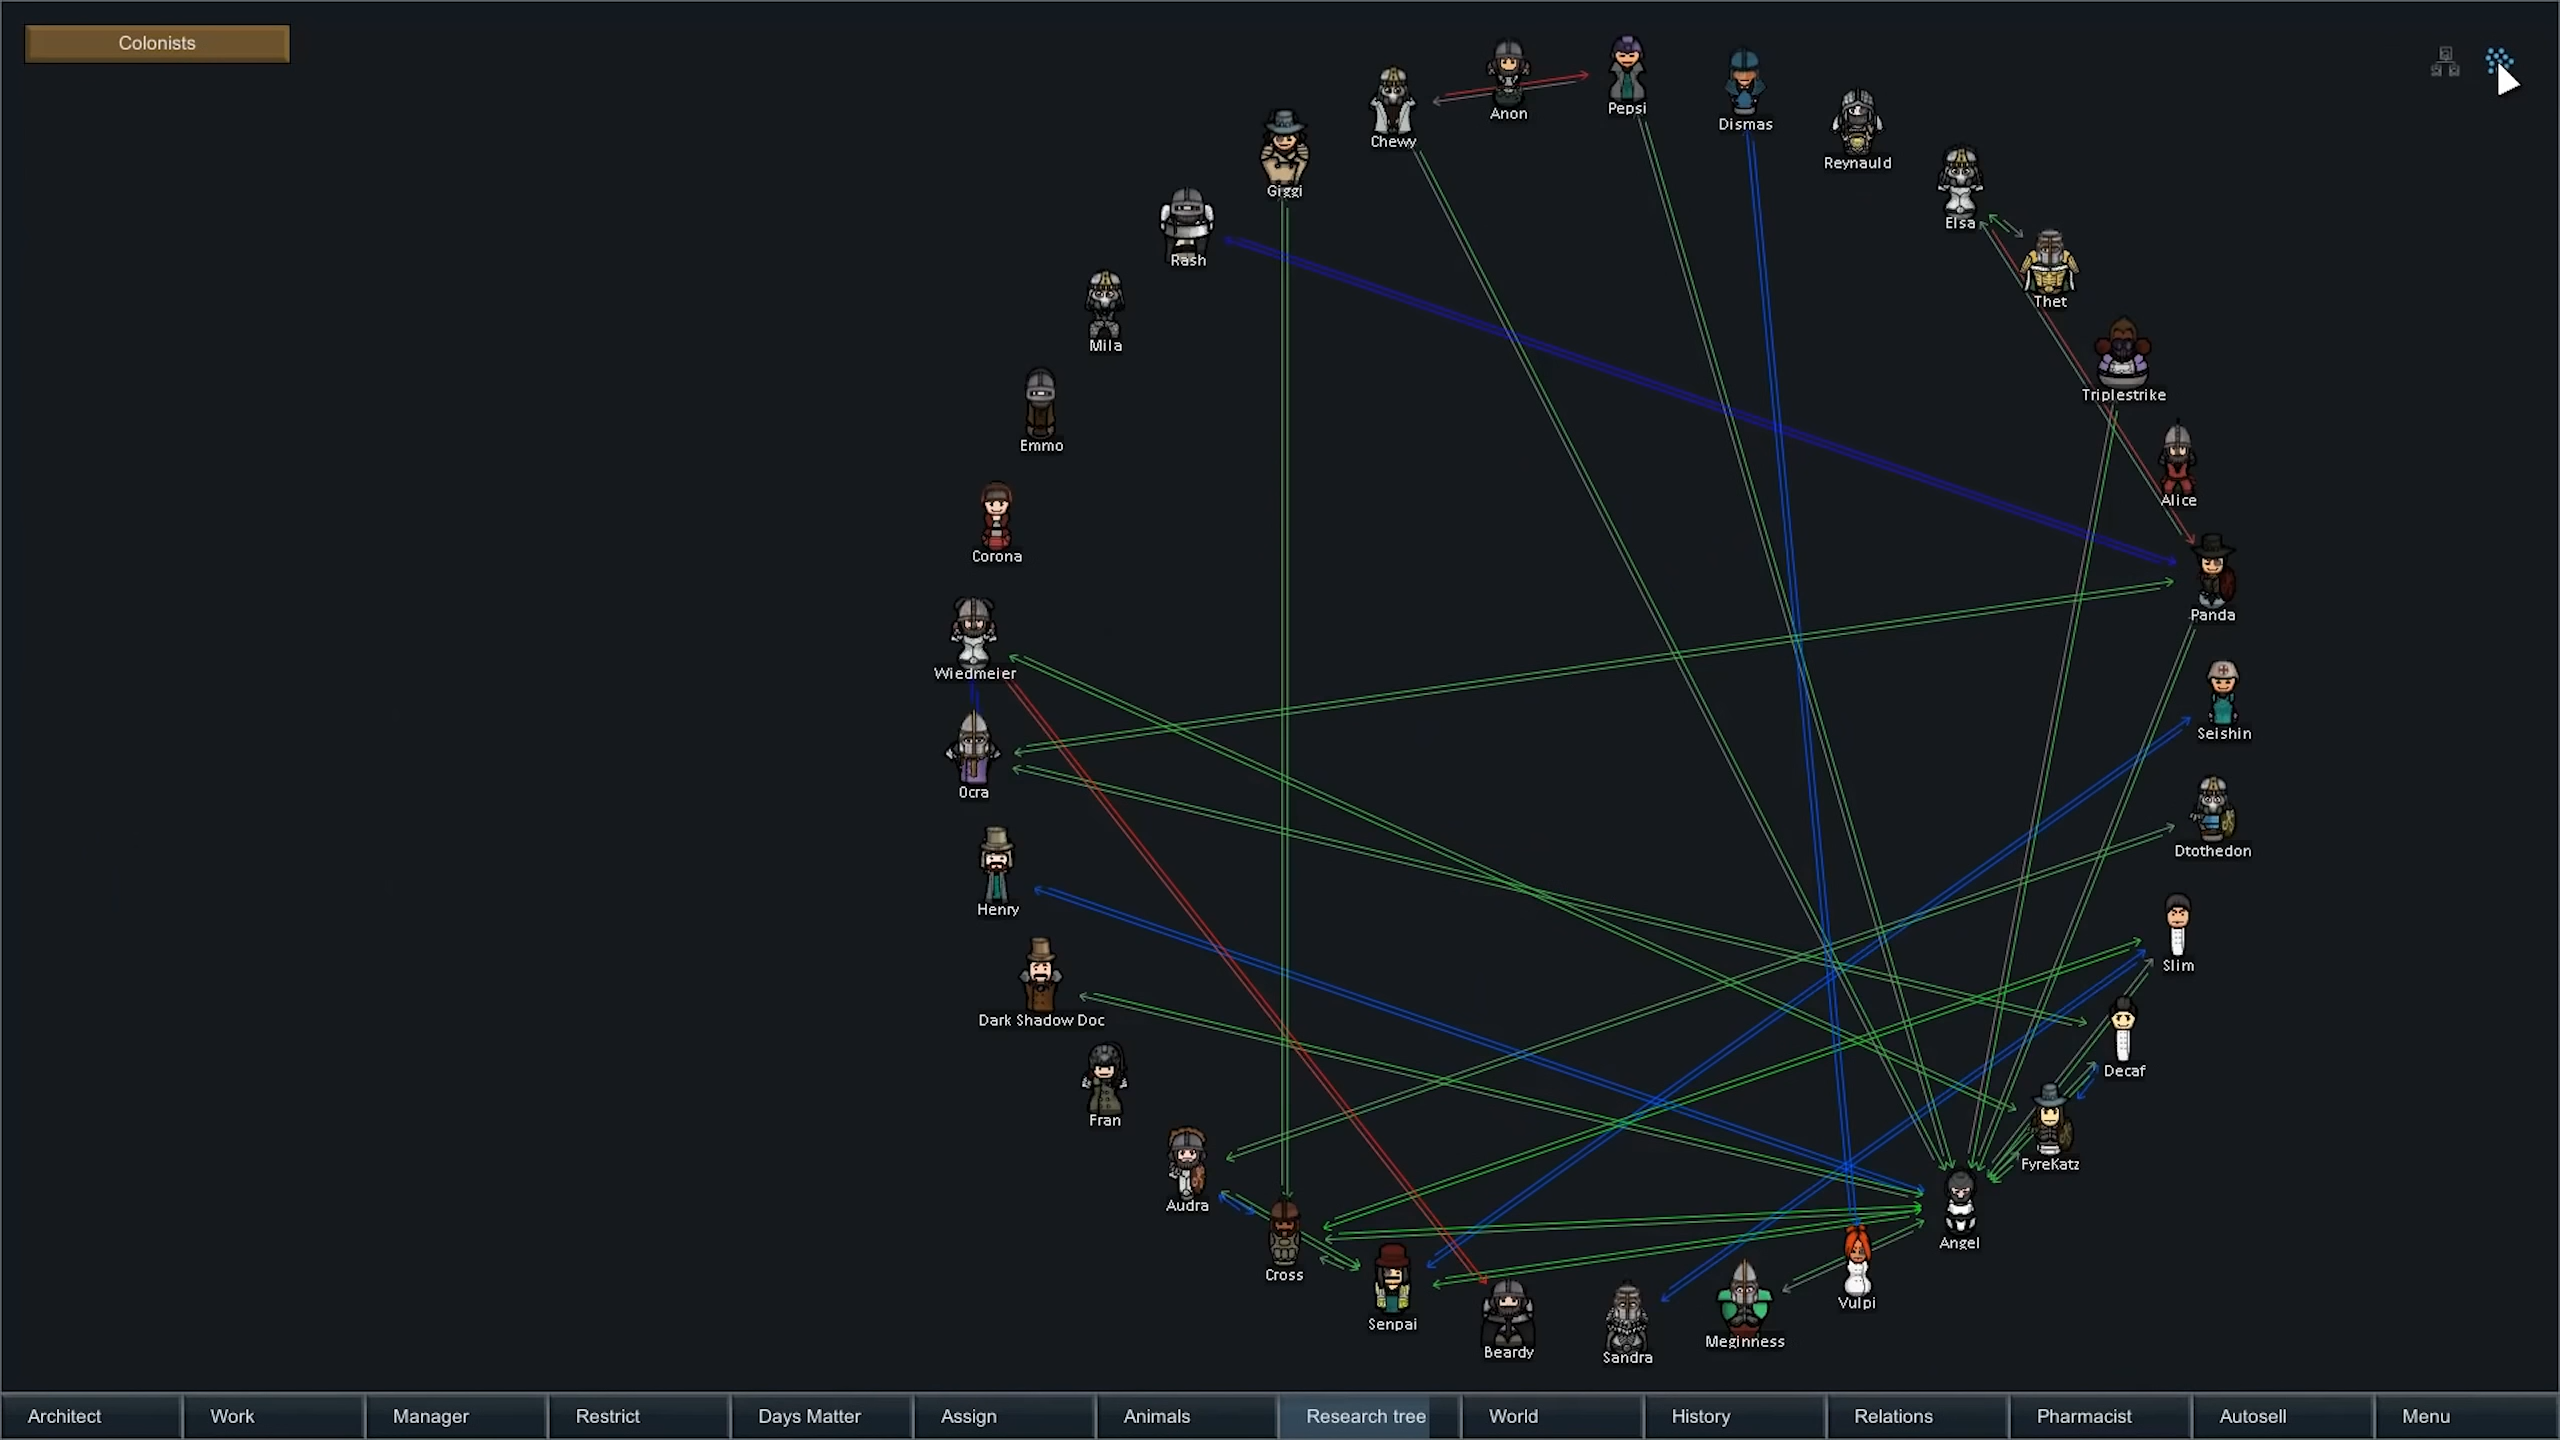 Colonists
Anon
Pepsi
Dismas
Chewy
Reynauld
Giggi
Elsa
Rash
Thet
Mila
Triplestrike
Emmo
Alice
Corona
Panda
Wiedmeier
Seishin
Ocra
Dtothedon
Henry
Slim
Dark Shadow Doc
Decaf
Fran
FyreKatz
Audra
Angel
Cross
Vulpi
Senpai
Meginness
Beardy
Sandra
Architect Work Manager Restrict Days Matter Assign Animals Research tree World History Relations Pharmacist Autosell Menu